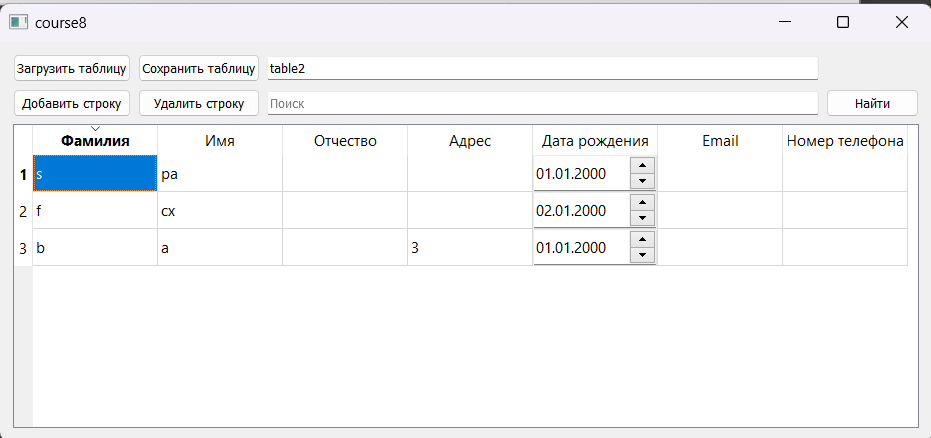 course8
Загрузить таблицу Сохранить таблицу table2
Добавить строку Удалить строку Поиск Найти
Фамилия Имя Отчество Адрес Дата рождения Email Номер телефона
1 s pa 01.01.2000
2 f cx 02.01.2000
3 b a 3 01.01.2000